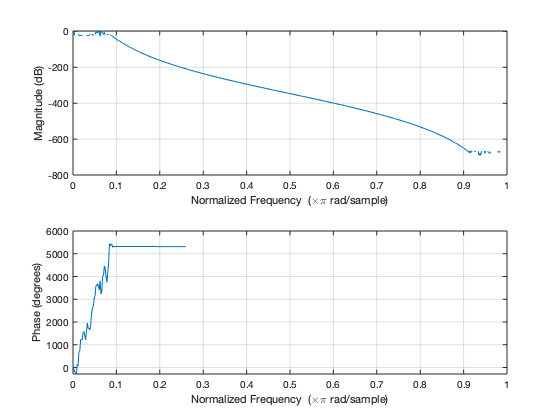 0
-200
-400
-600
-800
Magnitude (dB)
0 0.1 0.2 0.3 0.4 0.5 0.6 0.7 0.8 0.9 1
Normalized Frequency (×π rad/sample)
6000
5000
4000
3000
2000
1000
0
Phase (degrees)
0 0.1 0.2 0.3 0.4 0.5 0.6 0.7 0.8 0.9 1
Normalized Frequency (×π rad/sample)